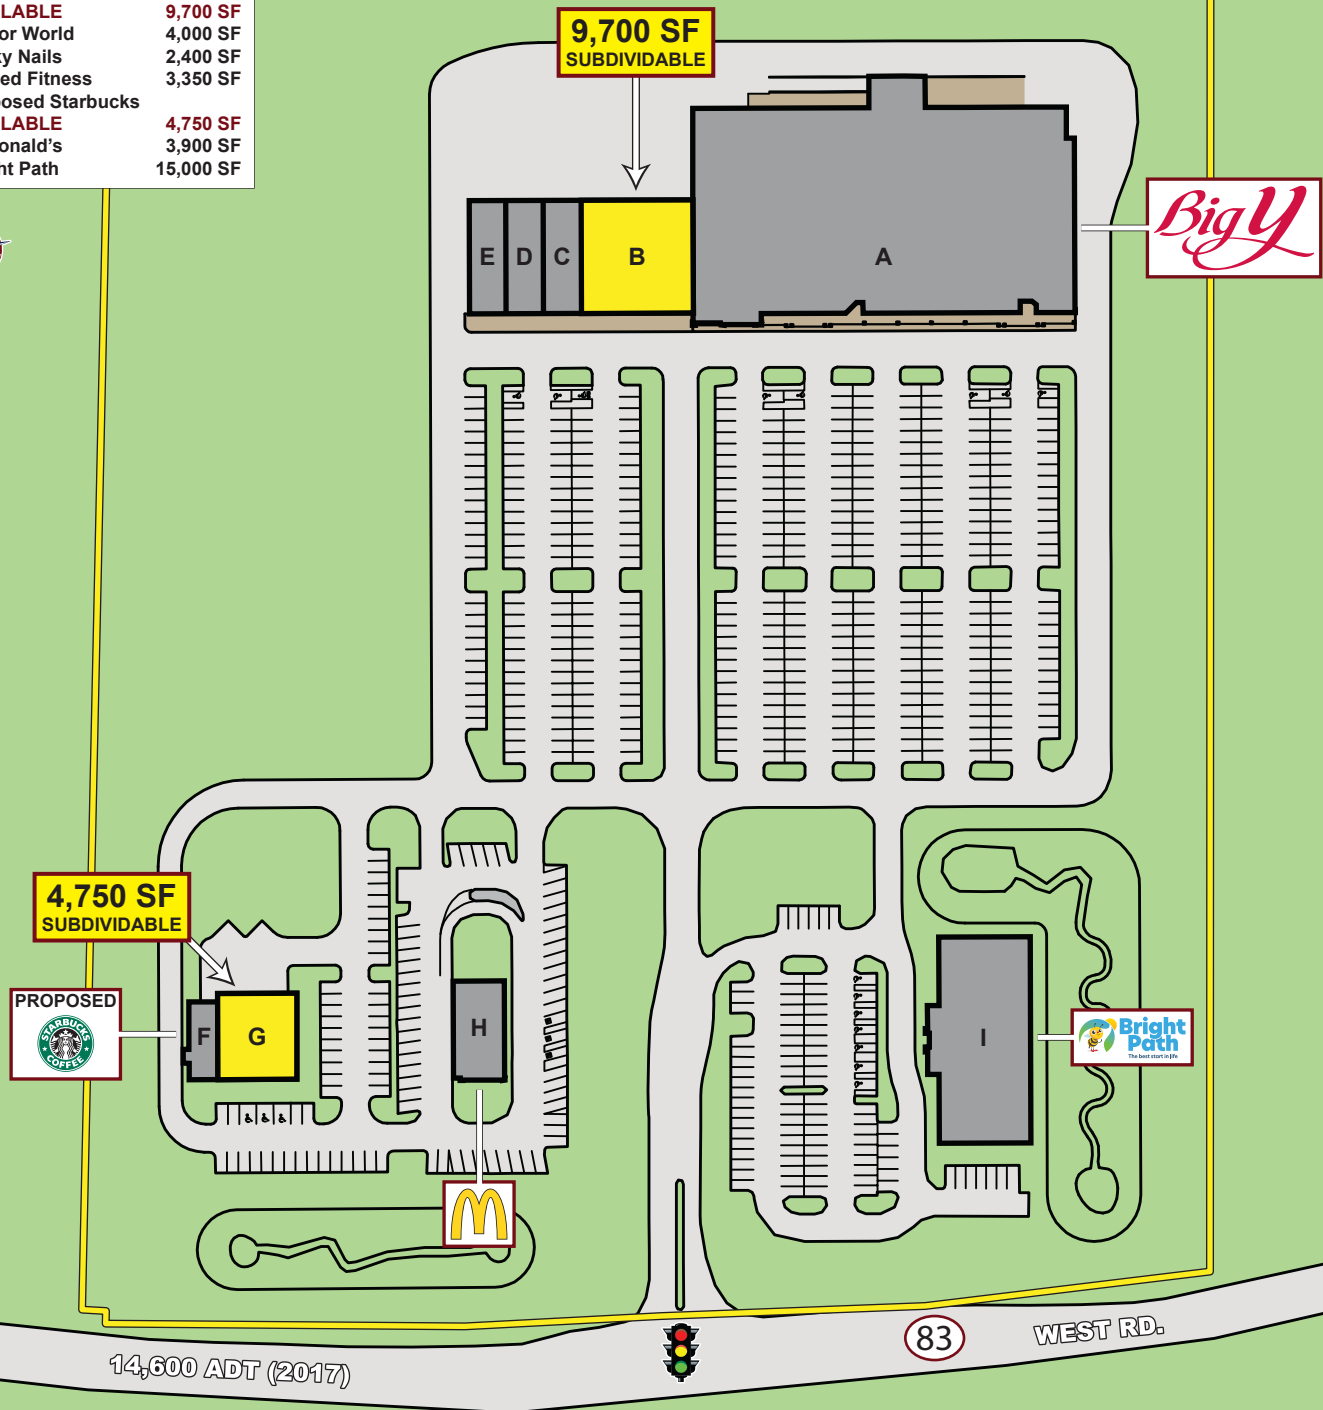 LABLE 9,700 SF
or World 4,000 SF
y Nails 2,400 SF
ed Fitness 3,350 SF
posed Starbucks
LABLE 4,750 SF
onald's 3,900 SF
ht Path 15,000 SF
9,700 SF
SUBDIVIDABLE
Big Y
E D C B A
4,750 SF
SUBDIVIDABLE
PROPOSED
STARBUCKS
COFFEE
F G H I
Bright
Path
The best start in life
83 WEST RD.
14,600 ADT (2017)